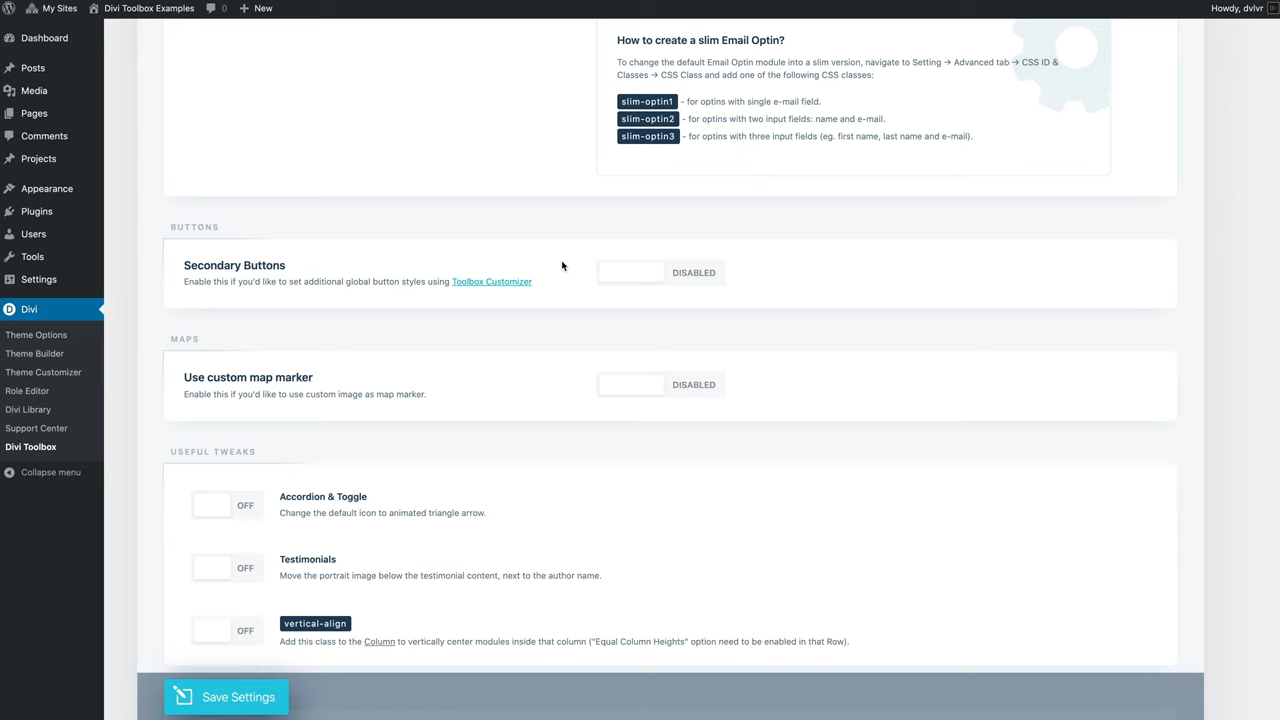 My Sites
Divi Toolbox Examples
0
New
Howdy, dvlvr
Dashboard
Posts
Media
Pages
Comments
Projects
Appearance
Plugins
Users
Tools
Settings
D Divi
Theme Options
Theme Builder
Theme Customizer
Role Editor
Divi Library
Support Center
Divi Toolbox
Collapse menu
How to create a slim Email Optin?
To change the default Email Optin module into a slim version, navigate to Setting → Advanced tab → CSS ID &
Classes → CSS Class and add one of the following CSS classes:
slim-optin1 - for optins with single e-mail field.
slim-optin2 - for optins with two input fields: name and e-mail.
slim-optin3 - for optins with three input fields (eg. first name, last name and e-mail).
BUTTONS
Secondary Buttons
Enable this if you'd like to set additional global button styles using Toolbox Customizer
DISABLED
MAPS
Use custom map marker
Enable this if you'd like to use custom image as map marker.
DISABLED
USEFUL TWEAKS
OFF
Accordion & Toggle
Change the default icon to animated triangle arrow.
OFF
Testimonials
Move the portrait image below the testimonial content, next to the author name.
OFF
vertical-align
Add this class to the Column to vertically center modules inside that column ("Equal Column Heights" option need to be enabled in that Row).
Save Settings